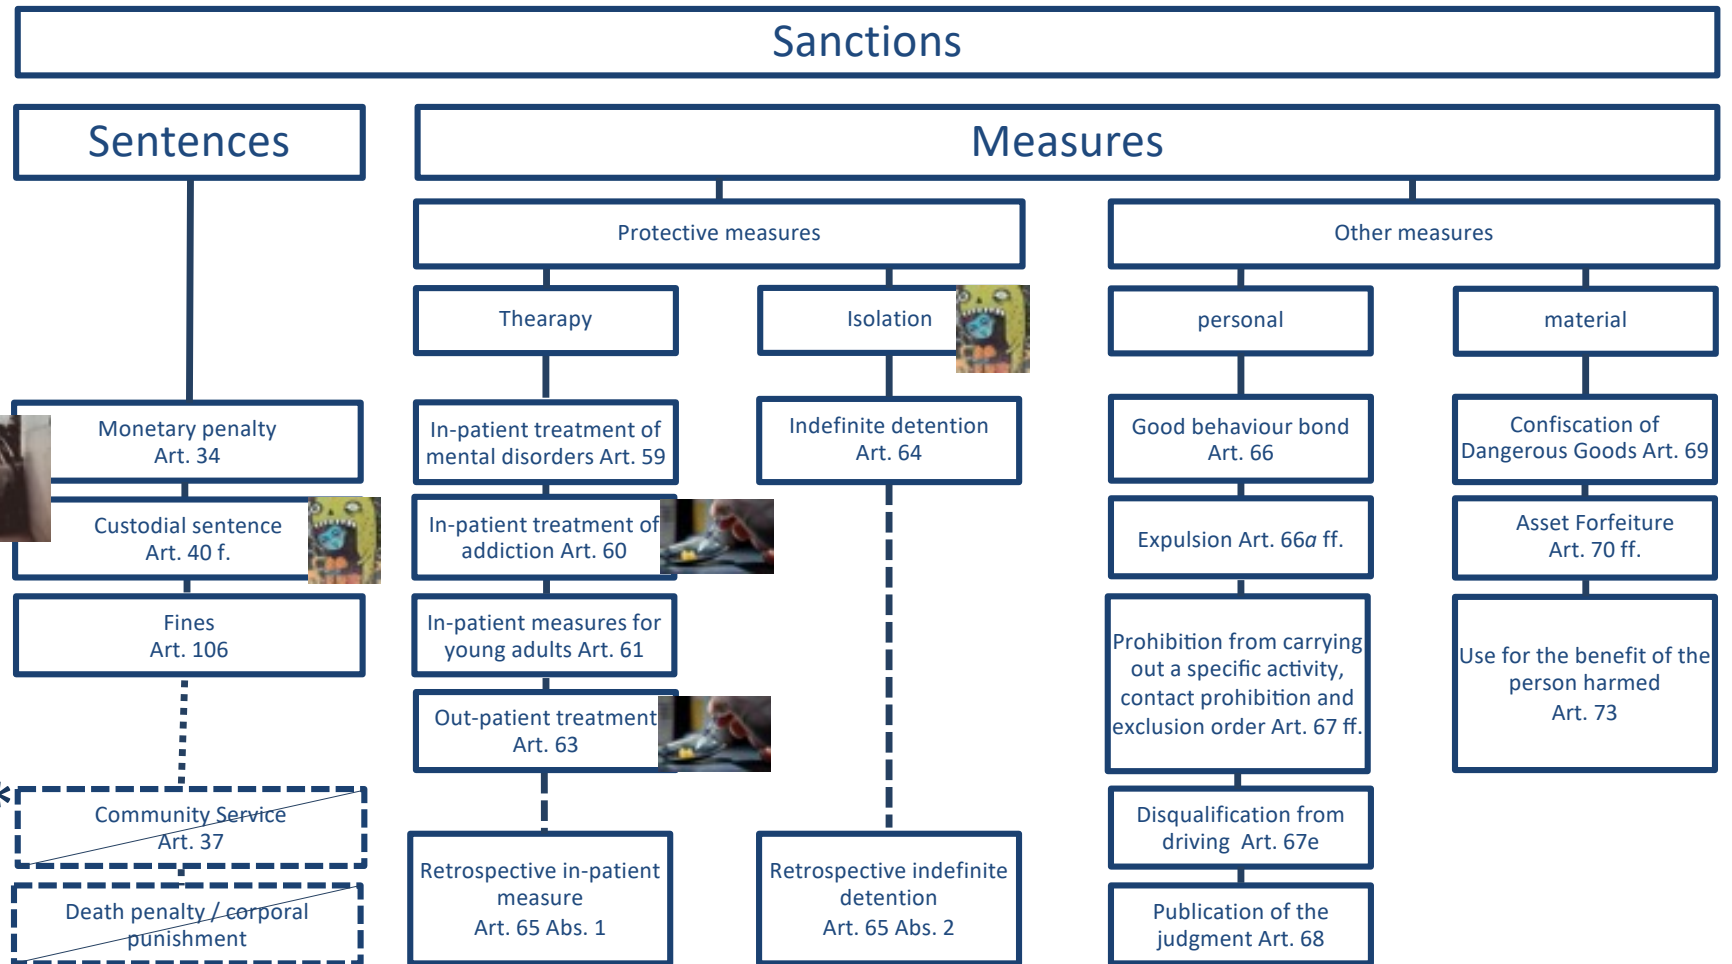 Sanctions
Sentences
Measures
Protective measures
Other measures
Thearapy
Isolation
personal
material
Monetary penalty
Art. 34
Custodial sentence
Art. 40 f.
Fines
Art. 106
*
Community Service
Art. 37
Death penalty / corporal
punishment
In-patient treatment of
mental disorders Art. 59
In-patient treatment of
addiction Art. 60
In-patient measures for
young adults Art. 61
Out-patient treatment
Art. 63
Retrospective in-patient
measure
Art. 65 Abs. 1
Indefinite detention
Art. 64
Retrospective indefinite
detention
Art. 65 Abs. 2
Good behaviour bond
Art. 66
Expulsion Art. 66a ff.
Prohibition from carrying
out a specific activity,
contact prohibition and
exclusion order Art. 67 ff.
Disqualification from
driving Art. 67e
Publication of the
judgment Art. 68
Confiscation of
Dangerous Goods Art. 69
Asset Forfeiture
Art. 70 ff.
Use for the benefit of the
person harmed
Art. 73